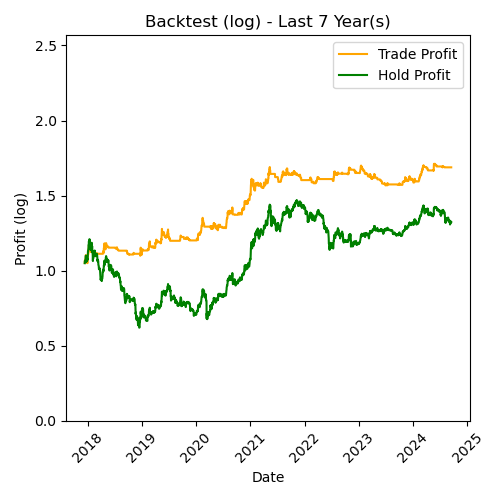 Backtest (log) - Last 7 Year(s)
Trade Profit
Hold Profit
Profit (log)
2.5
2.0
1.5
1.0
0.5
0.0
2018 2019 2020 2021 2022 2023 2024 2025
Date